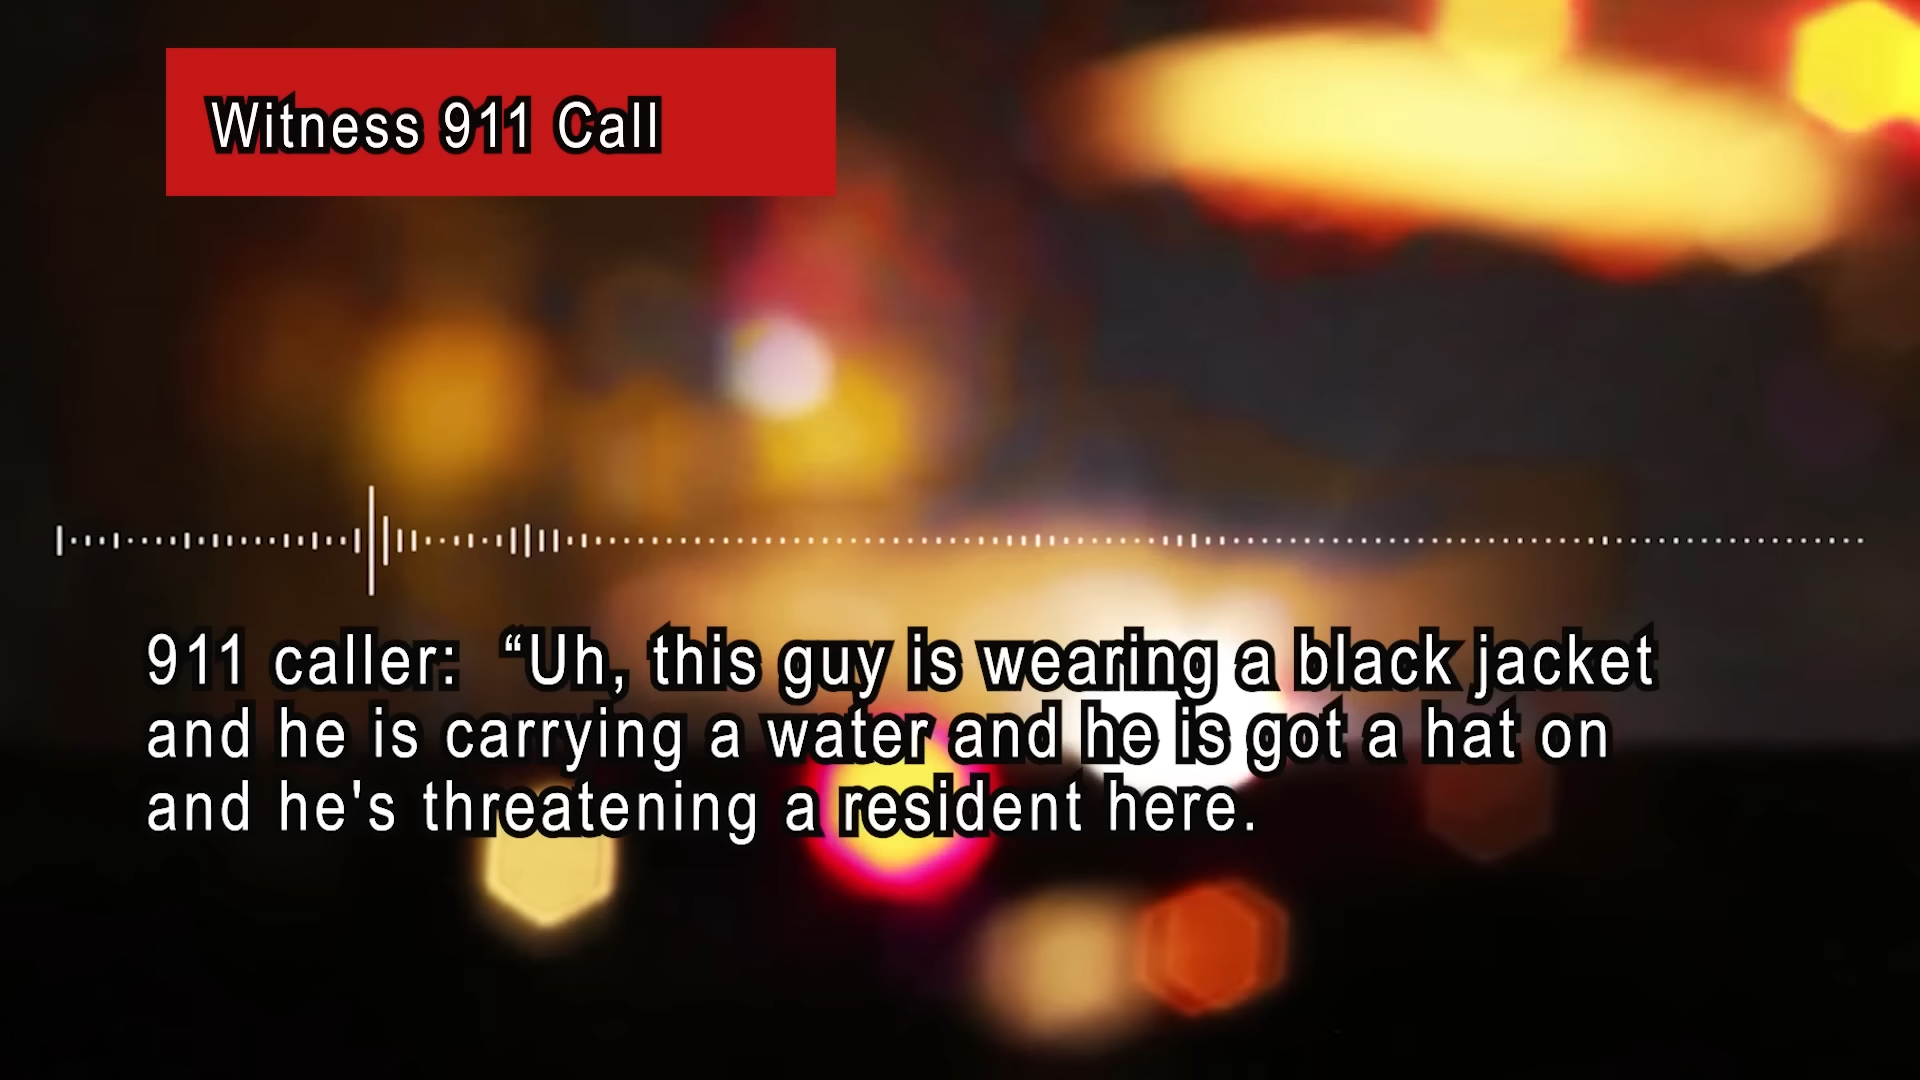 Witness 911 Call
911 caller:  “Uh, this guy is wearing a black jacket
and he is carrying a water and he is got a hat on
and he's threatening a resident here.